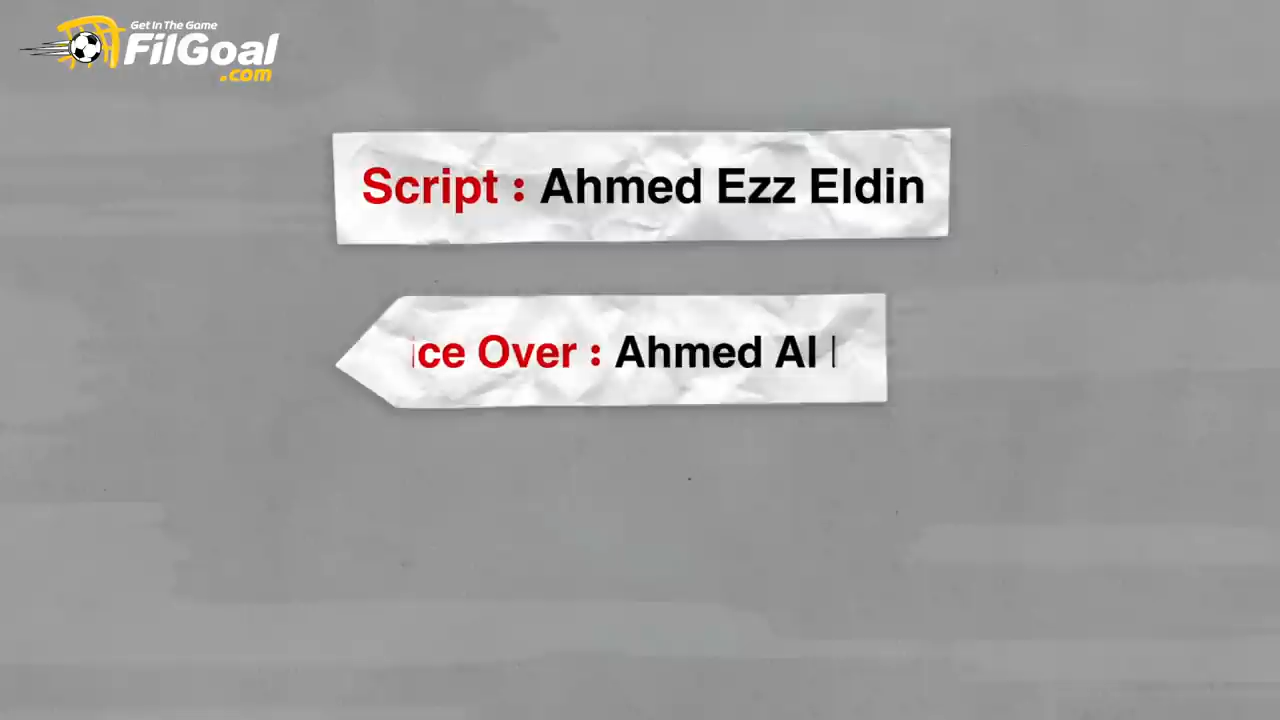 Get In The Game
FilGoal
.com
Script : Ahmed Ezz Eldin
ice Over : Ahmed Al